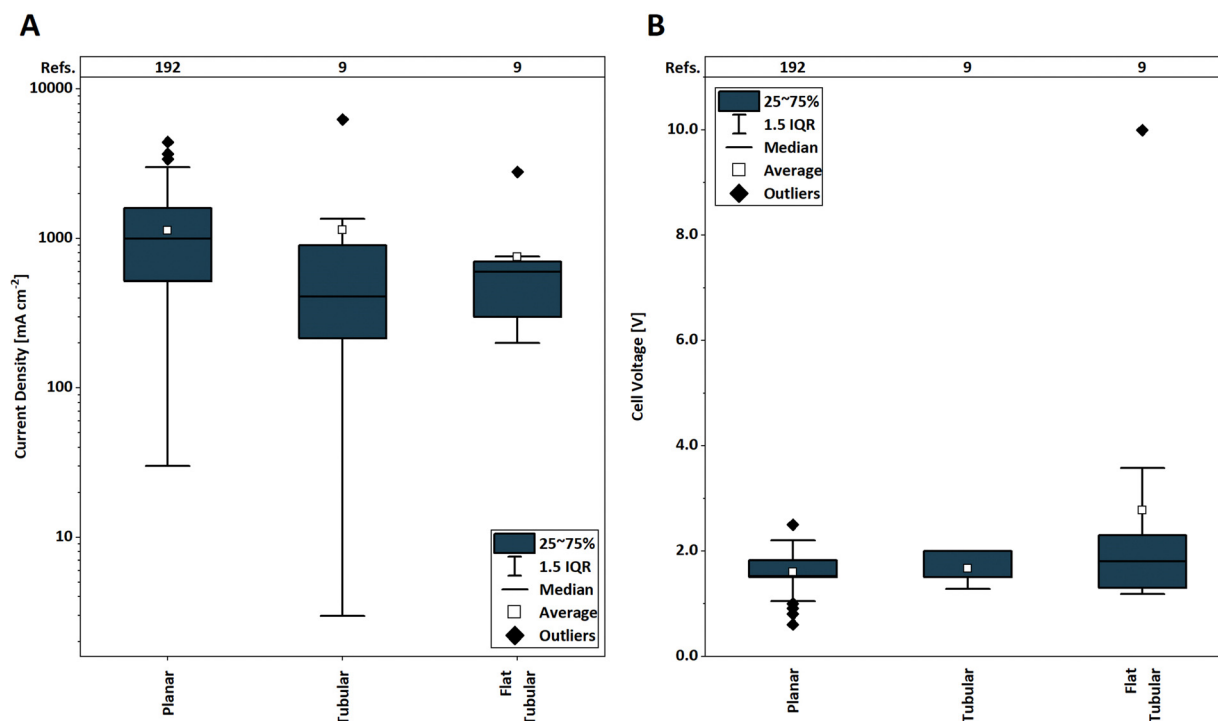 A
Refs. 192 9 9
10000
1000
100
10
Current Density [mA cm-2]
25~75%
1.5 IQR
Median
Average
Outliers
Planar
Tubular
Flat
Tubular
B
Refs. 192 9 9
25~75%
1.5 IQR
Median
Average
Outliers
10.0
8.0
6.0
4.0
2.0
0.0
Cell Voltage [V]
Planar
Tubular
Flat
Tubular